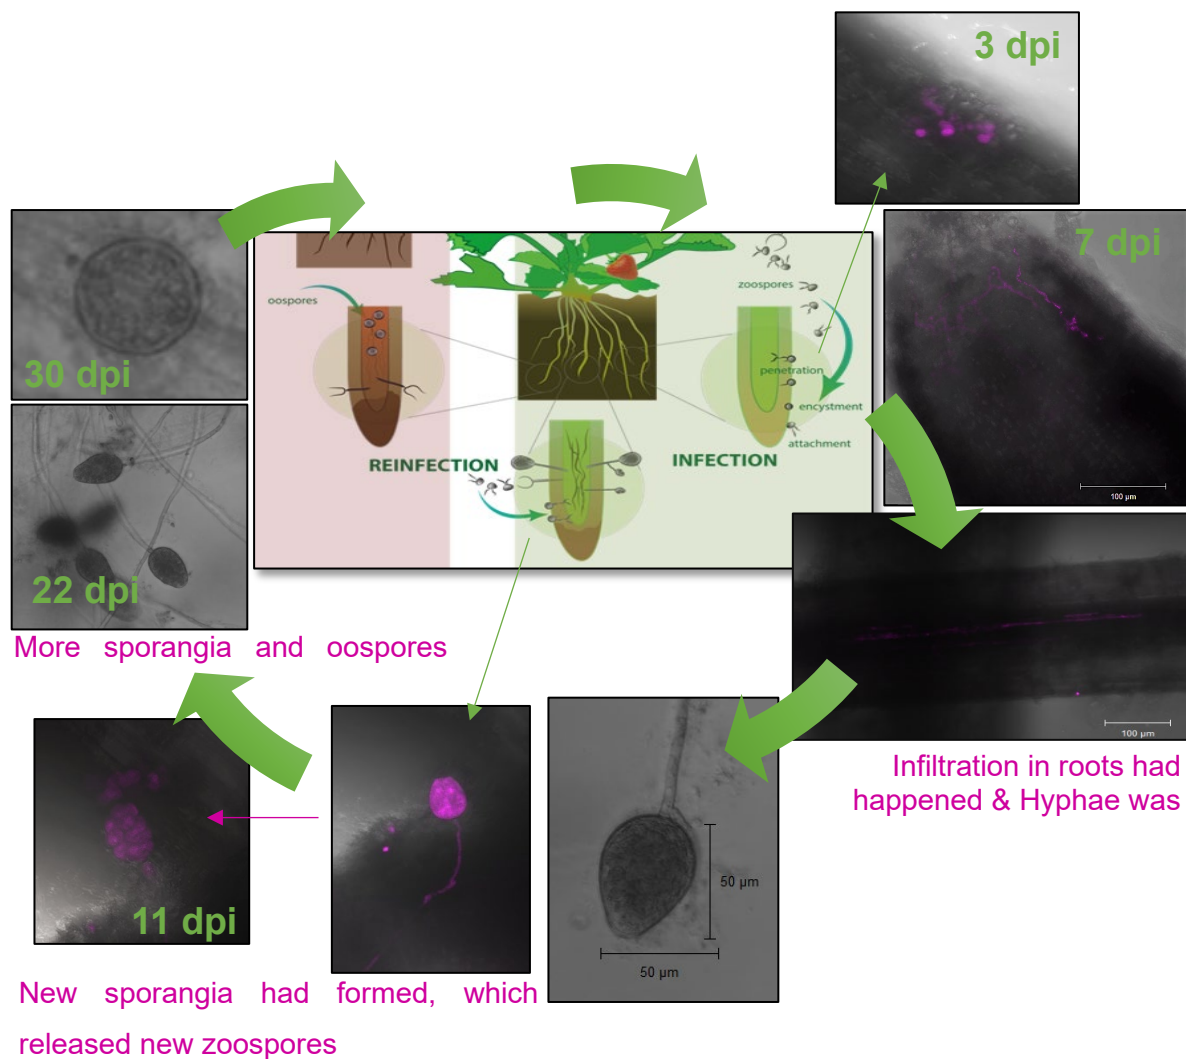 3 dpi
7 dpi
100 µm
30 dpi
22 dpi
oospores
zoospores
penetration
encystment
attachment
REINFECTION
INFECTION
More sporangia and oospores
100 µm
Infiltration in roots had
happened & Hyphae was
50 µm
50 µm
11 dpi
New sporangia had formed, which
released new zoospores